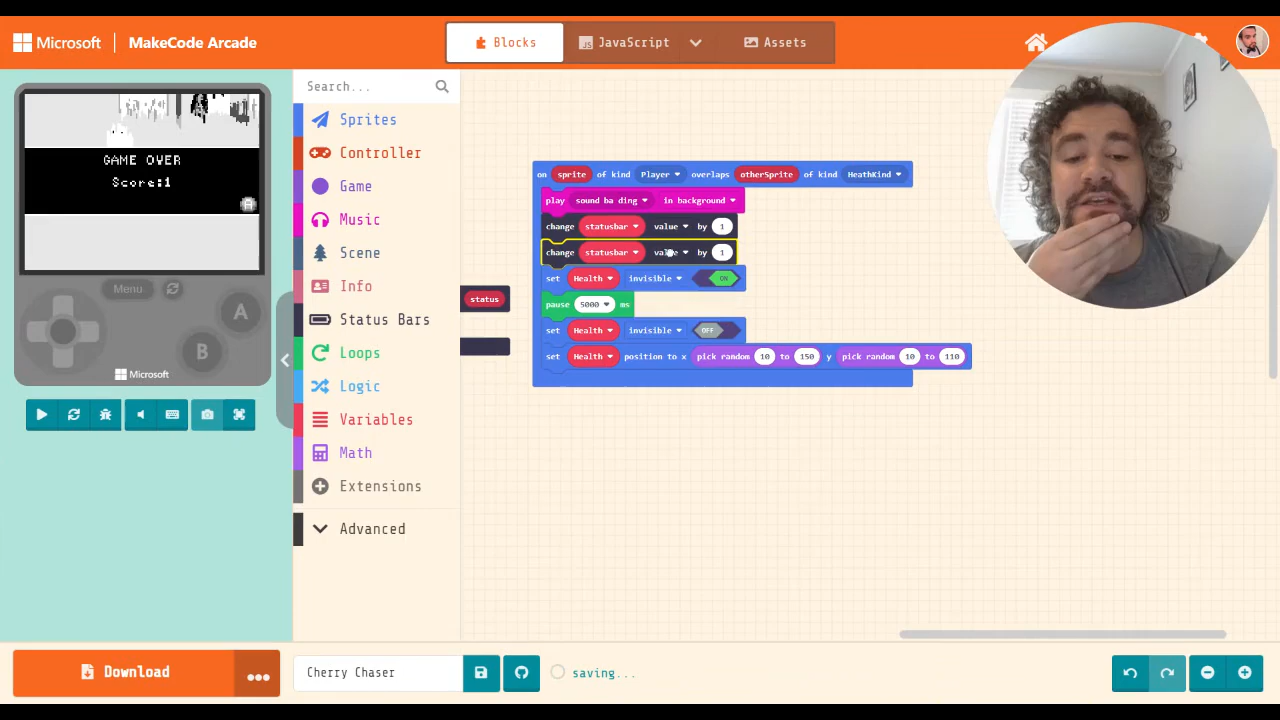 Microsoft | MakeCode Arcade
Blocks
JavaScript
Assets
GAME OVER
Score:1
A
Menu
A
B
Microsoft
Search...
Sprites
Controller
Game
Music
Scene
Info
Status Bars
Loops
Logic
Variables
Math
Extensions
Advanced
on sprite of kind Player overlaps otherSprite of kind HeathKind
play sound ba ding in background
change statusbar value by 1
change statusbar value by 1
set Health invisible ON
status
pause 5000 ms
set Health invisible OFF
set Health position to x pick random 10 to 150 y pick random 10 to 110
Download
Cherry Chaser
saving...